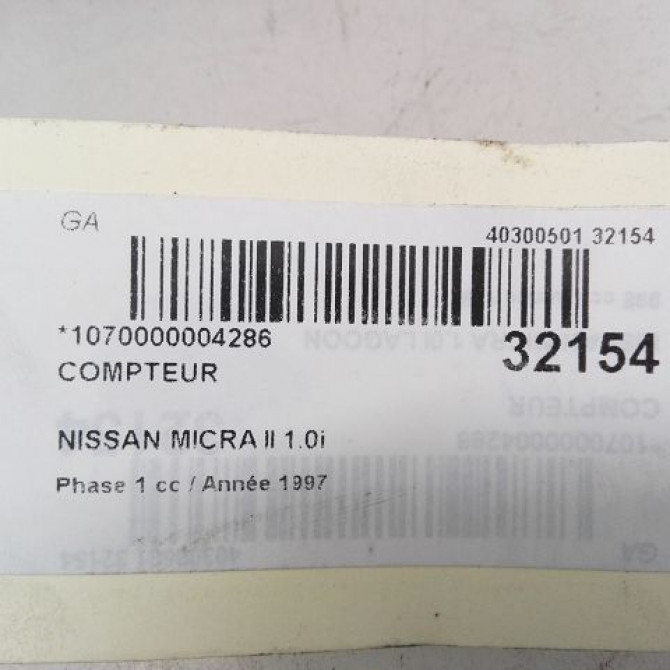 GA
40300501 32154
*1070000004286
32154
COMPTEUR
NISSAN MICRA II 1.0i
Phase 1 cc / Année 1997